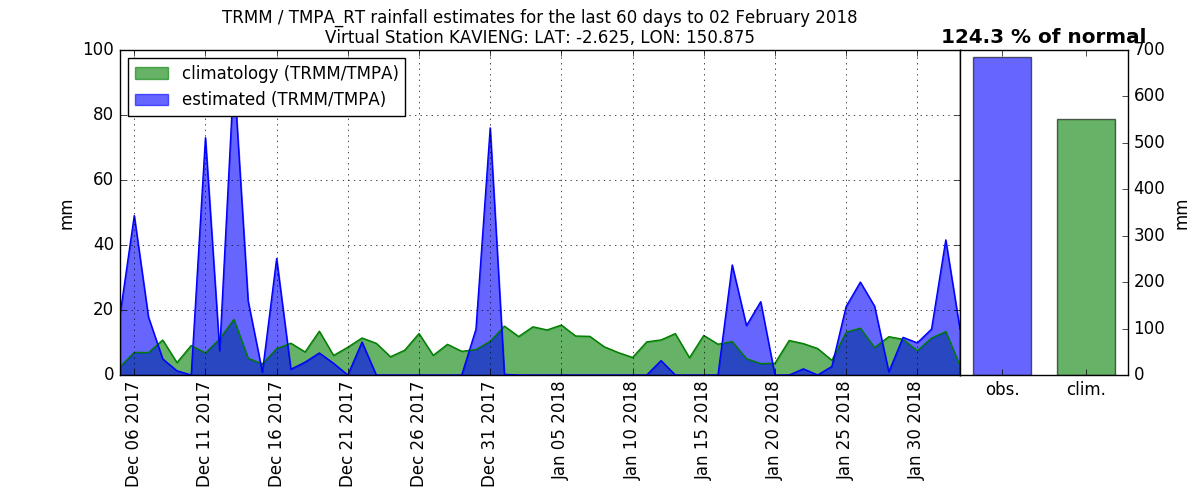 TRMM / TMPA_RT rainfall estimates for the last 60 days to 02 February 2018
Virtual Station KAVIENG: LAT: -2.625, LON: 150.875
124.3 % of normal
climatology (TRMM/TMPA)
estimated (TRMM/TMPA)
mm
100
80
60
40
20
0
Dec 06 2017
Dec 11 2017
Dec 16 2017
Dec 21 2017
Dec 26 2017
Dec 31 2017
Jan 05 2018
Jan 10 2018
Jan 15 2018
Jan 20 2018
Jan 25 2018
Jan 30 2018
obs.
clim.
700
600
500
400
300
200
100
0
mm